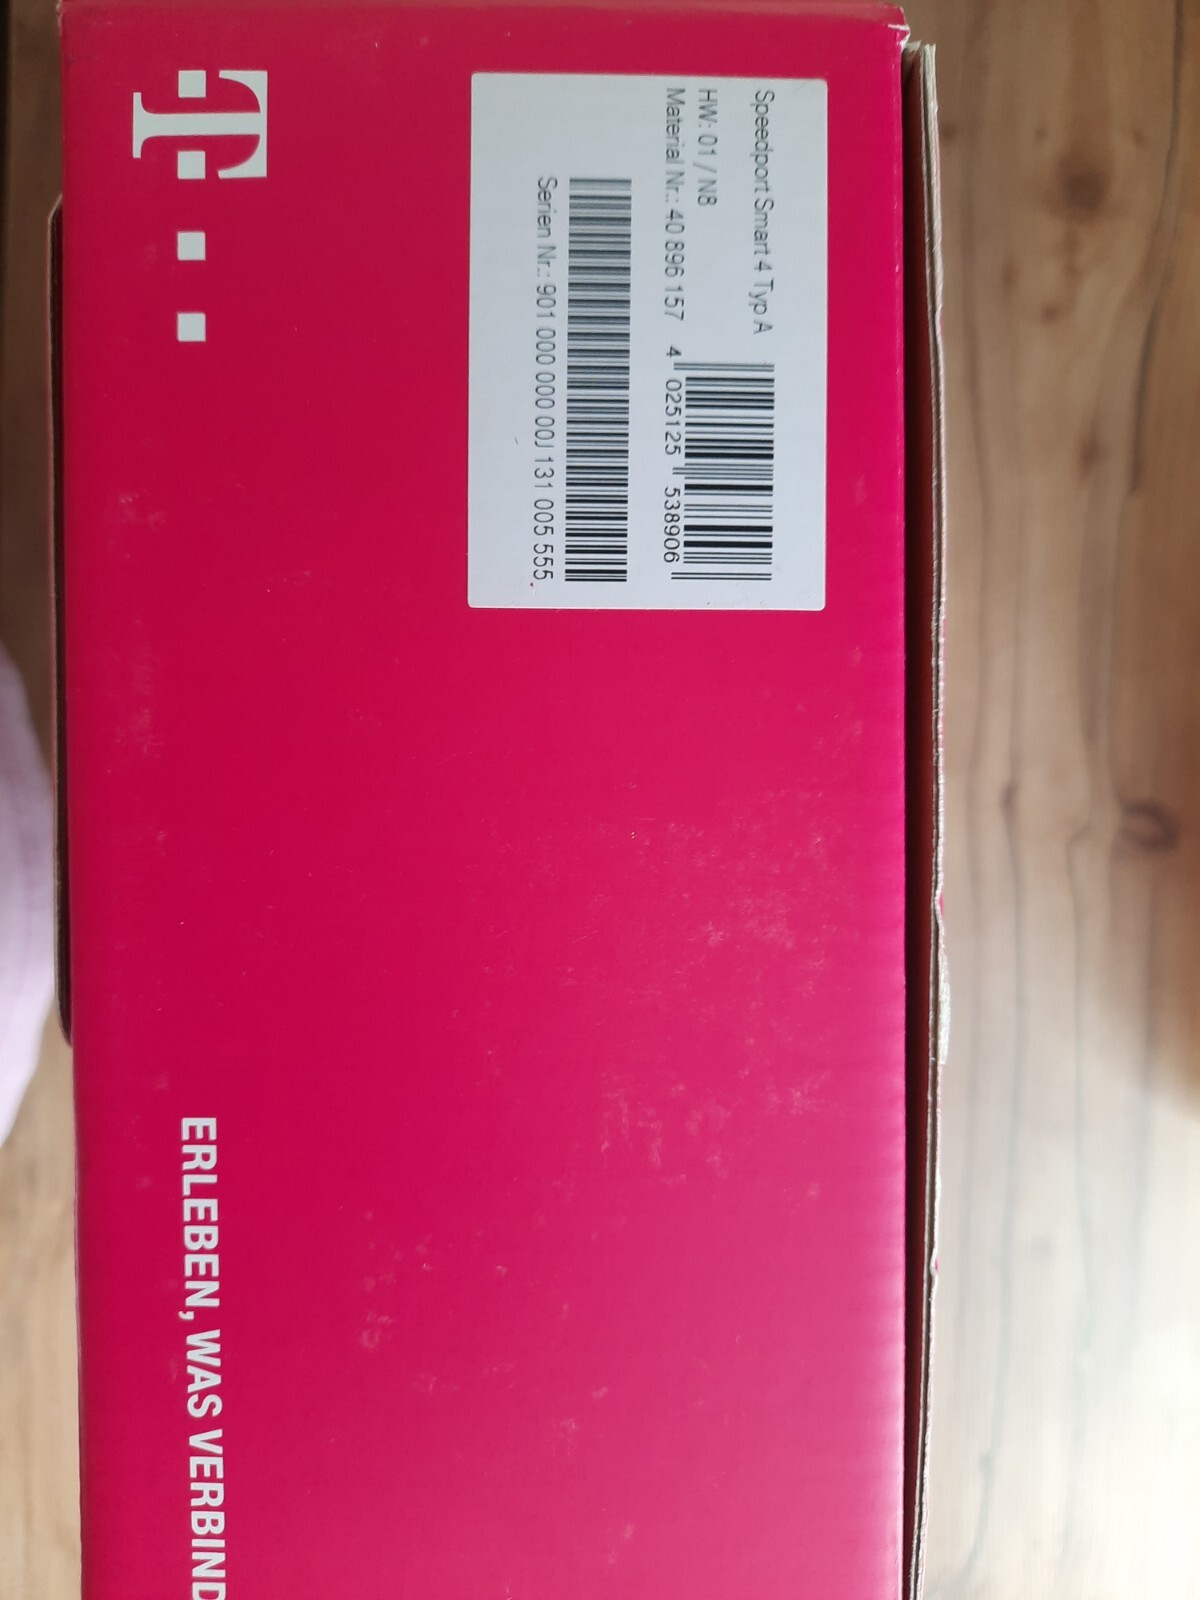 Speedport Smart 4 Typ A
HW: 01 / N8
Material Nr.: 40 896 157
4 025125 538906
Serien Nr.: 901 000 000 00J 131 005 555
T
ERLEBEN, WAS VERBIND